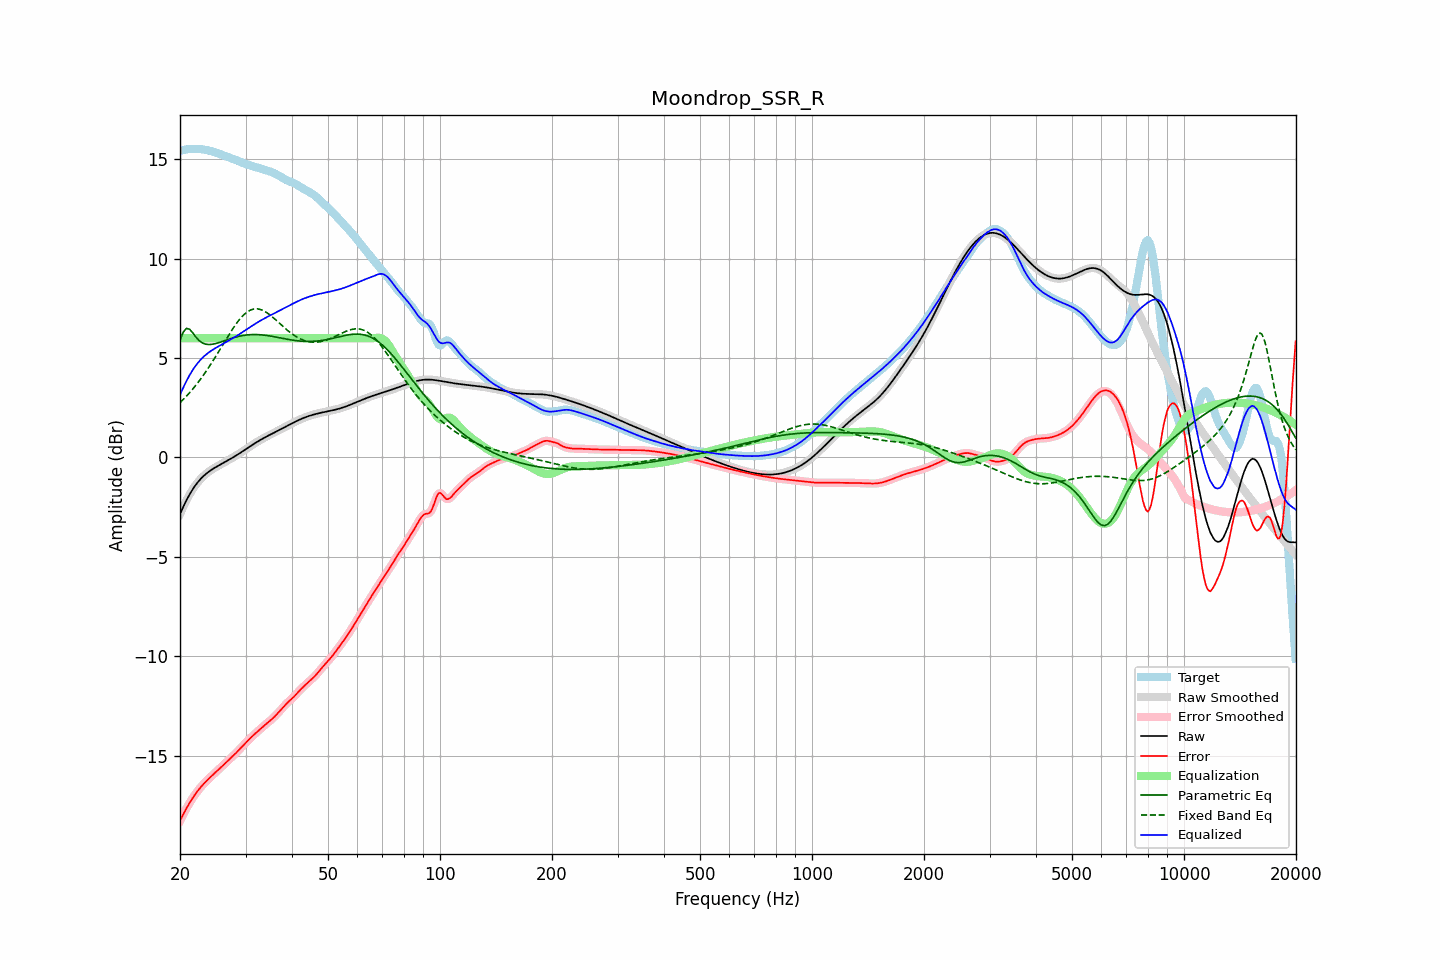 Moondrop_SSR_R
Amplitude (dBr)
15
10
5
0
−5
−10
−15
20
50
100
200
500
1000
2000
5000
10000
20000
Frequency (Hz)
Target
Raw Smoothed
Error Smoothed
Raw
Error
Equalization
Parametric Eq
Fixed Band Eq
Equalized